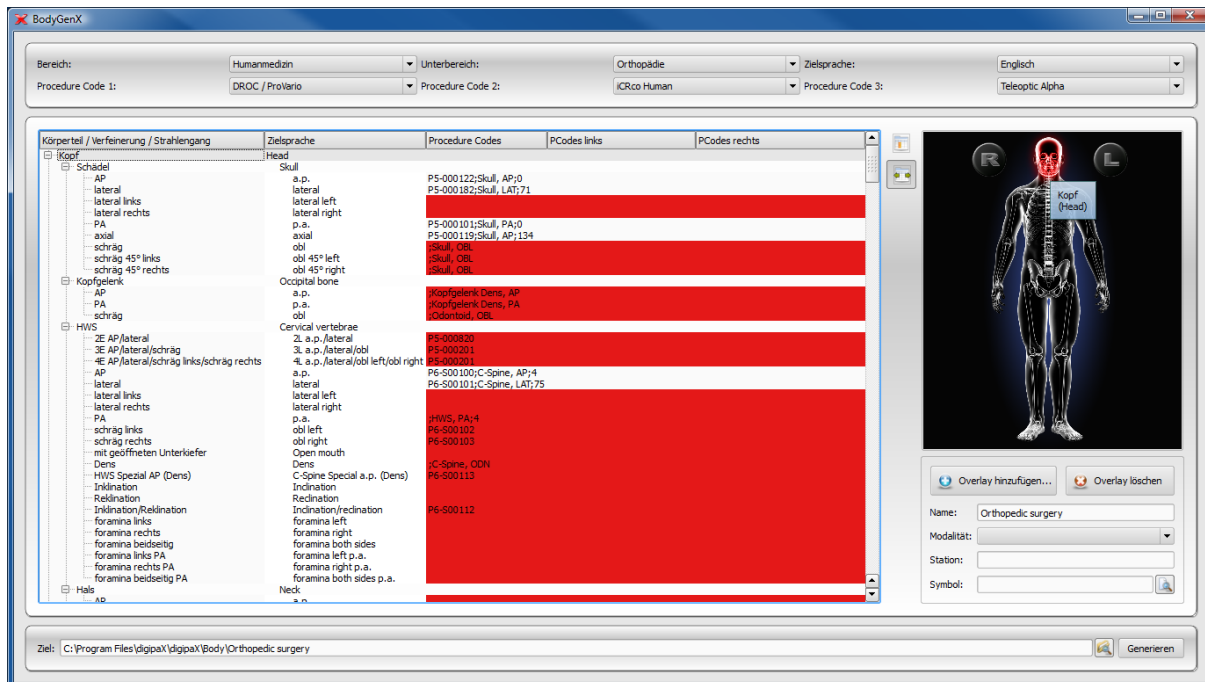 BodyGenX
Bereich: Humanmedizin Unterbereich: Orthopädie Zielsprache: Englisch
Procedure Code 1: DROC / ProVario Procedure Code 2: iCRco Human Procedure Code 3: Teleoptic Alpha
Körperteil / Verfeinerung / Strahlengang Zielsprache Procedure Codes PCodes links PCodes rechts
Kopf Head
Schädel Skull
AP a.p. P5-000122;Skull, AP;0
lateral lateral P5-000182;Skull, LAT;71
lateral links lateral left
lateral rechts lateral right
PA p.a. P5-000101;Skull, PA;0
axial axial P5-000119;Skull, AP;134
schräg obl ;Skull, OBL
schräg 45° links obl 45° left ;Skull, OBL
schräg 45° rechts obl 45° right ;Skull, OBL
Kopfgelenk Occipital bone
AP a.p. ;Kopfgelenk Dens, AP
PA p.a. ;Kopfgelenk Dens, PA
schräg obl ;Odontoid, OBL
HWS Cervical vertebrae
2E AP/lateral 2L a.p./lateral P5-000820
3E AP/lateral/schräg 3L a.p./lateral/obl P5-000201
4E AP/lateral/schräg links/schräg rechts 4L a.p./lateral/obl left/obl right P5-000201
AP a.p. P6-S00100;C-Spine, AP;4
lateral lateral P6-S00101;C-Spine, LAT;75
lateral links lateral left
lateral rechts lateral right
PA p.a. ;HWS, PA;4
schräg links obl left P6-S00102
schräg rechts obl right P6-S00103
mit geöffneten Unterkiefer Open mouth
Dens Dens ;C-Spine, ODN
HWS Spezial AP (Dens) C-Spine Special a.p. (Dens) P6-S00113
Inklination Indination
Reklination Redination
Inklination/Reklination Indination/redination P6-S00112
foramina links foramina left
foramina rechts foramina right
foramina beidseitig foramina both sides
foramina links PA foramina left p.a.
foramina rechts PA foramina right p.a.
foramina beidseitig PA foramina both sides p.a.
Hals Neck
AP a.p.
R L
Kopf
(Head)
Overlay hinzufügen... Overlay löschen
Name: Orthopedic surgery
Modalität:
Station:
Symbol:
Ziel: C:\Program Files\digipaX\digipaX\Body\Orthopedic surgery Generieren